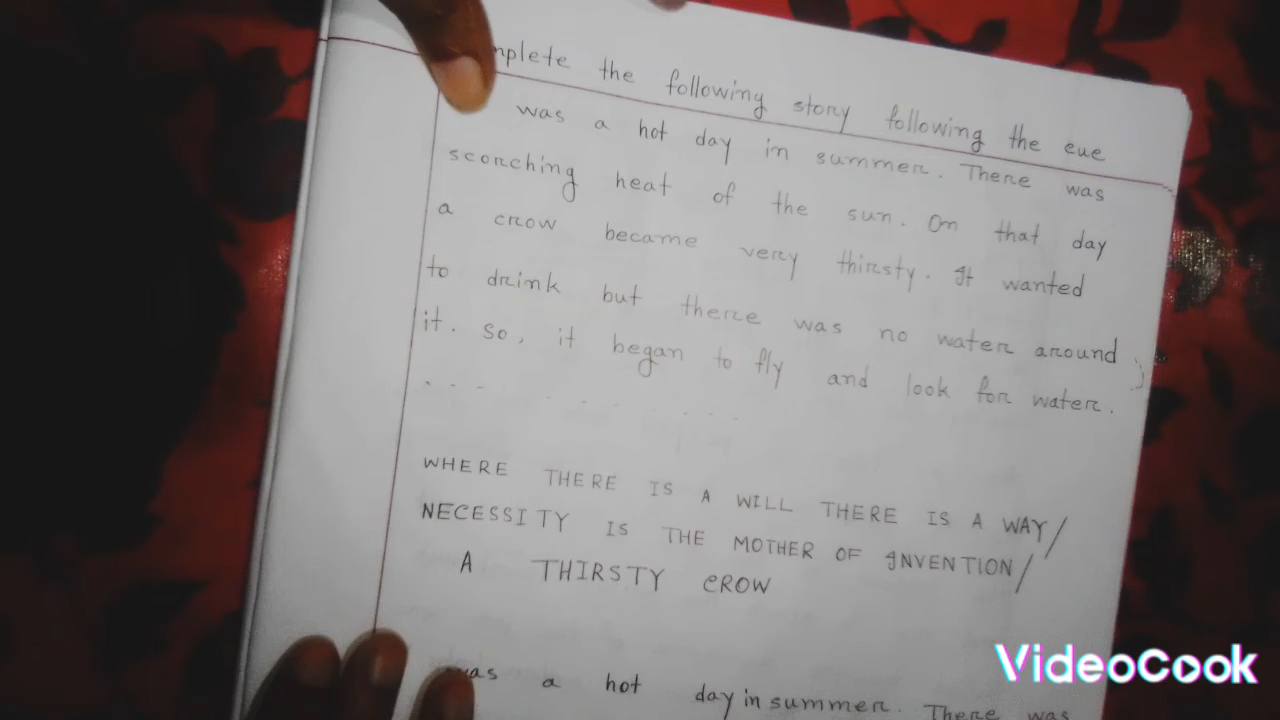 mplete the following story following the cue
was a hot day in summer. There was
scorching heat of the sun. On that day
a crow became very thirsty. It wanted
to drink but there was no water around
it. So, it began to fly and look for water.
. . . . . . . . . .
WHERE THERE IS A WILL THERE IS A WAY/
NECESSITY IS THE MOTHER OF INVENTION/
A THIRSTY CROW
was a hot day in summer. There was
VideoCook